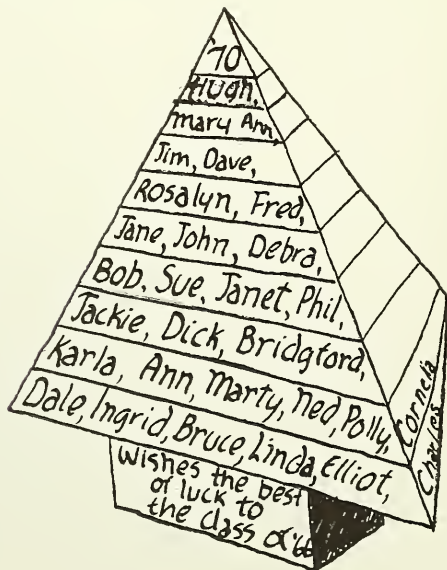 '70
Hugh,
Mary Ann,
Jim, Dave,
Rosalyn, Fred,
Jane, John, Debra,
Bob, Sue, Janet, Phil,
Jackie, Dick, Bridgford,
Karla, Ann, Marty, Ned, Polly,
Dale, Ingrid, Bruce, Linda, Elliot,
Cornela
Charles
Wishes the best
of luck to
the class of '66